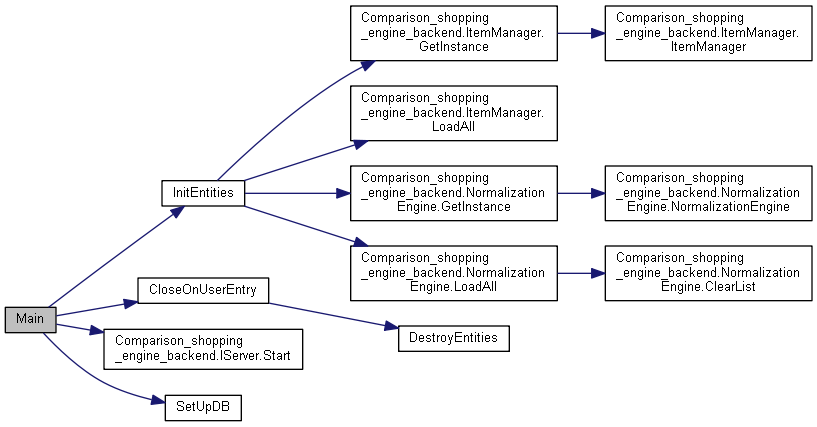 Comparison_shopping
_engine_backend.ItemManager.
GetInstance
Comparison_shopping
_engine_backend.ItemManager.
ItemManager
Comparison_shopping
_engine_backend.ItemManager.
LoadAll
InitEntities
Comparison_shopping
_engine_backend.Normalization
Engine.GetInstance
Comparison_shopping
_engine_backend.Normalization
Engine.NormalizationEngine
Comparison_shopping
_engine_backend.Normalization
Engine.LoadAll
Comparison_shopping
_engine_backend.Normalization
Engine.ClearList
CloseOnUserEntry
Main
DestroyEntities
Comparison_shopping
_engine_backend.IServer.Start
SetUpDB